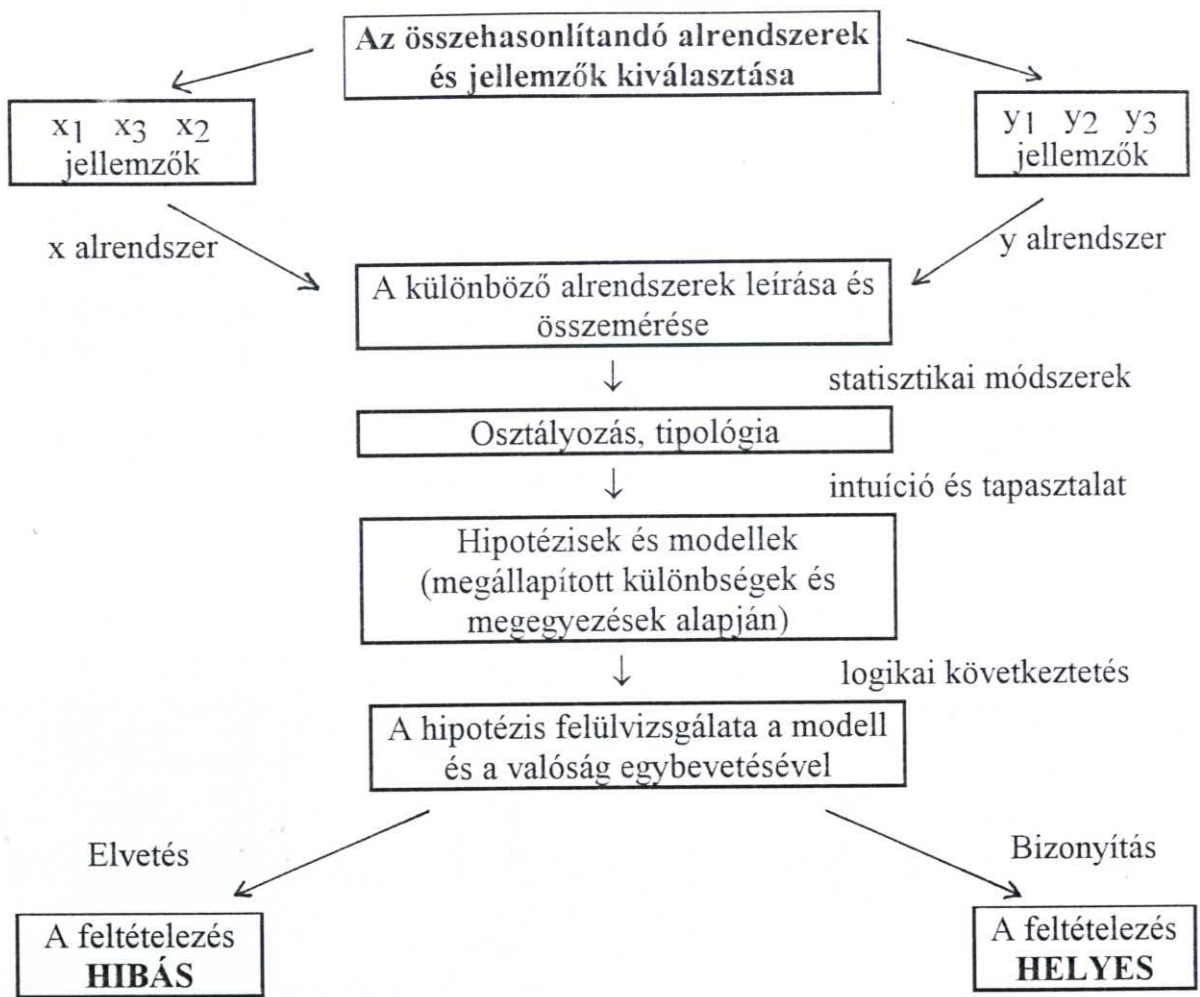 Az összehasonlítandó alrendszerek
és jellemzők kiválasztása
x1 x3 x2
jellemzők
y1 y2 y3
jellemzők
x alrendszer
y alrendszer
A különböző alrendszerek leírása és
összemérése
statisztikai módszerek
Osztályozás, tipológia
intuíció és tapasztalat
Hipotézisek és modellek
(megállapított különbségek és
megegyezések alapján)
logikai következtetés
A hipotézis felülvizsgálata a modell
és a valóság egybevetésével
Elvetés
Bizonyítás
A feltételezés
HIBÁS
A feltételezés
HELYES